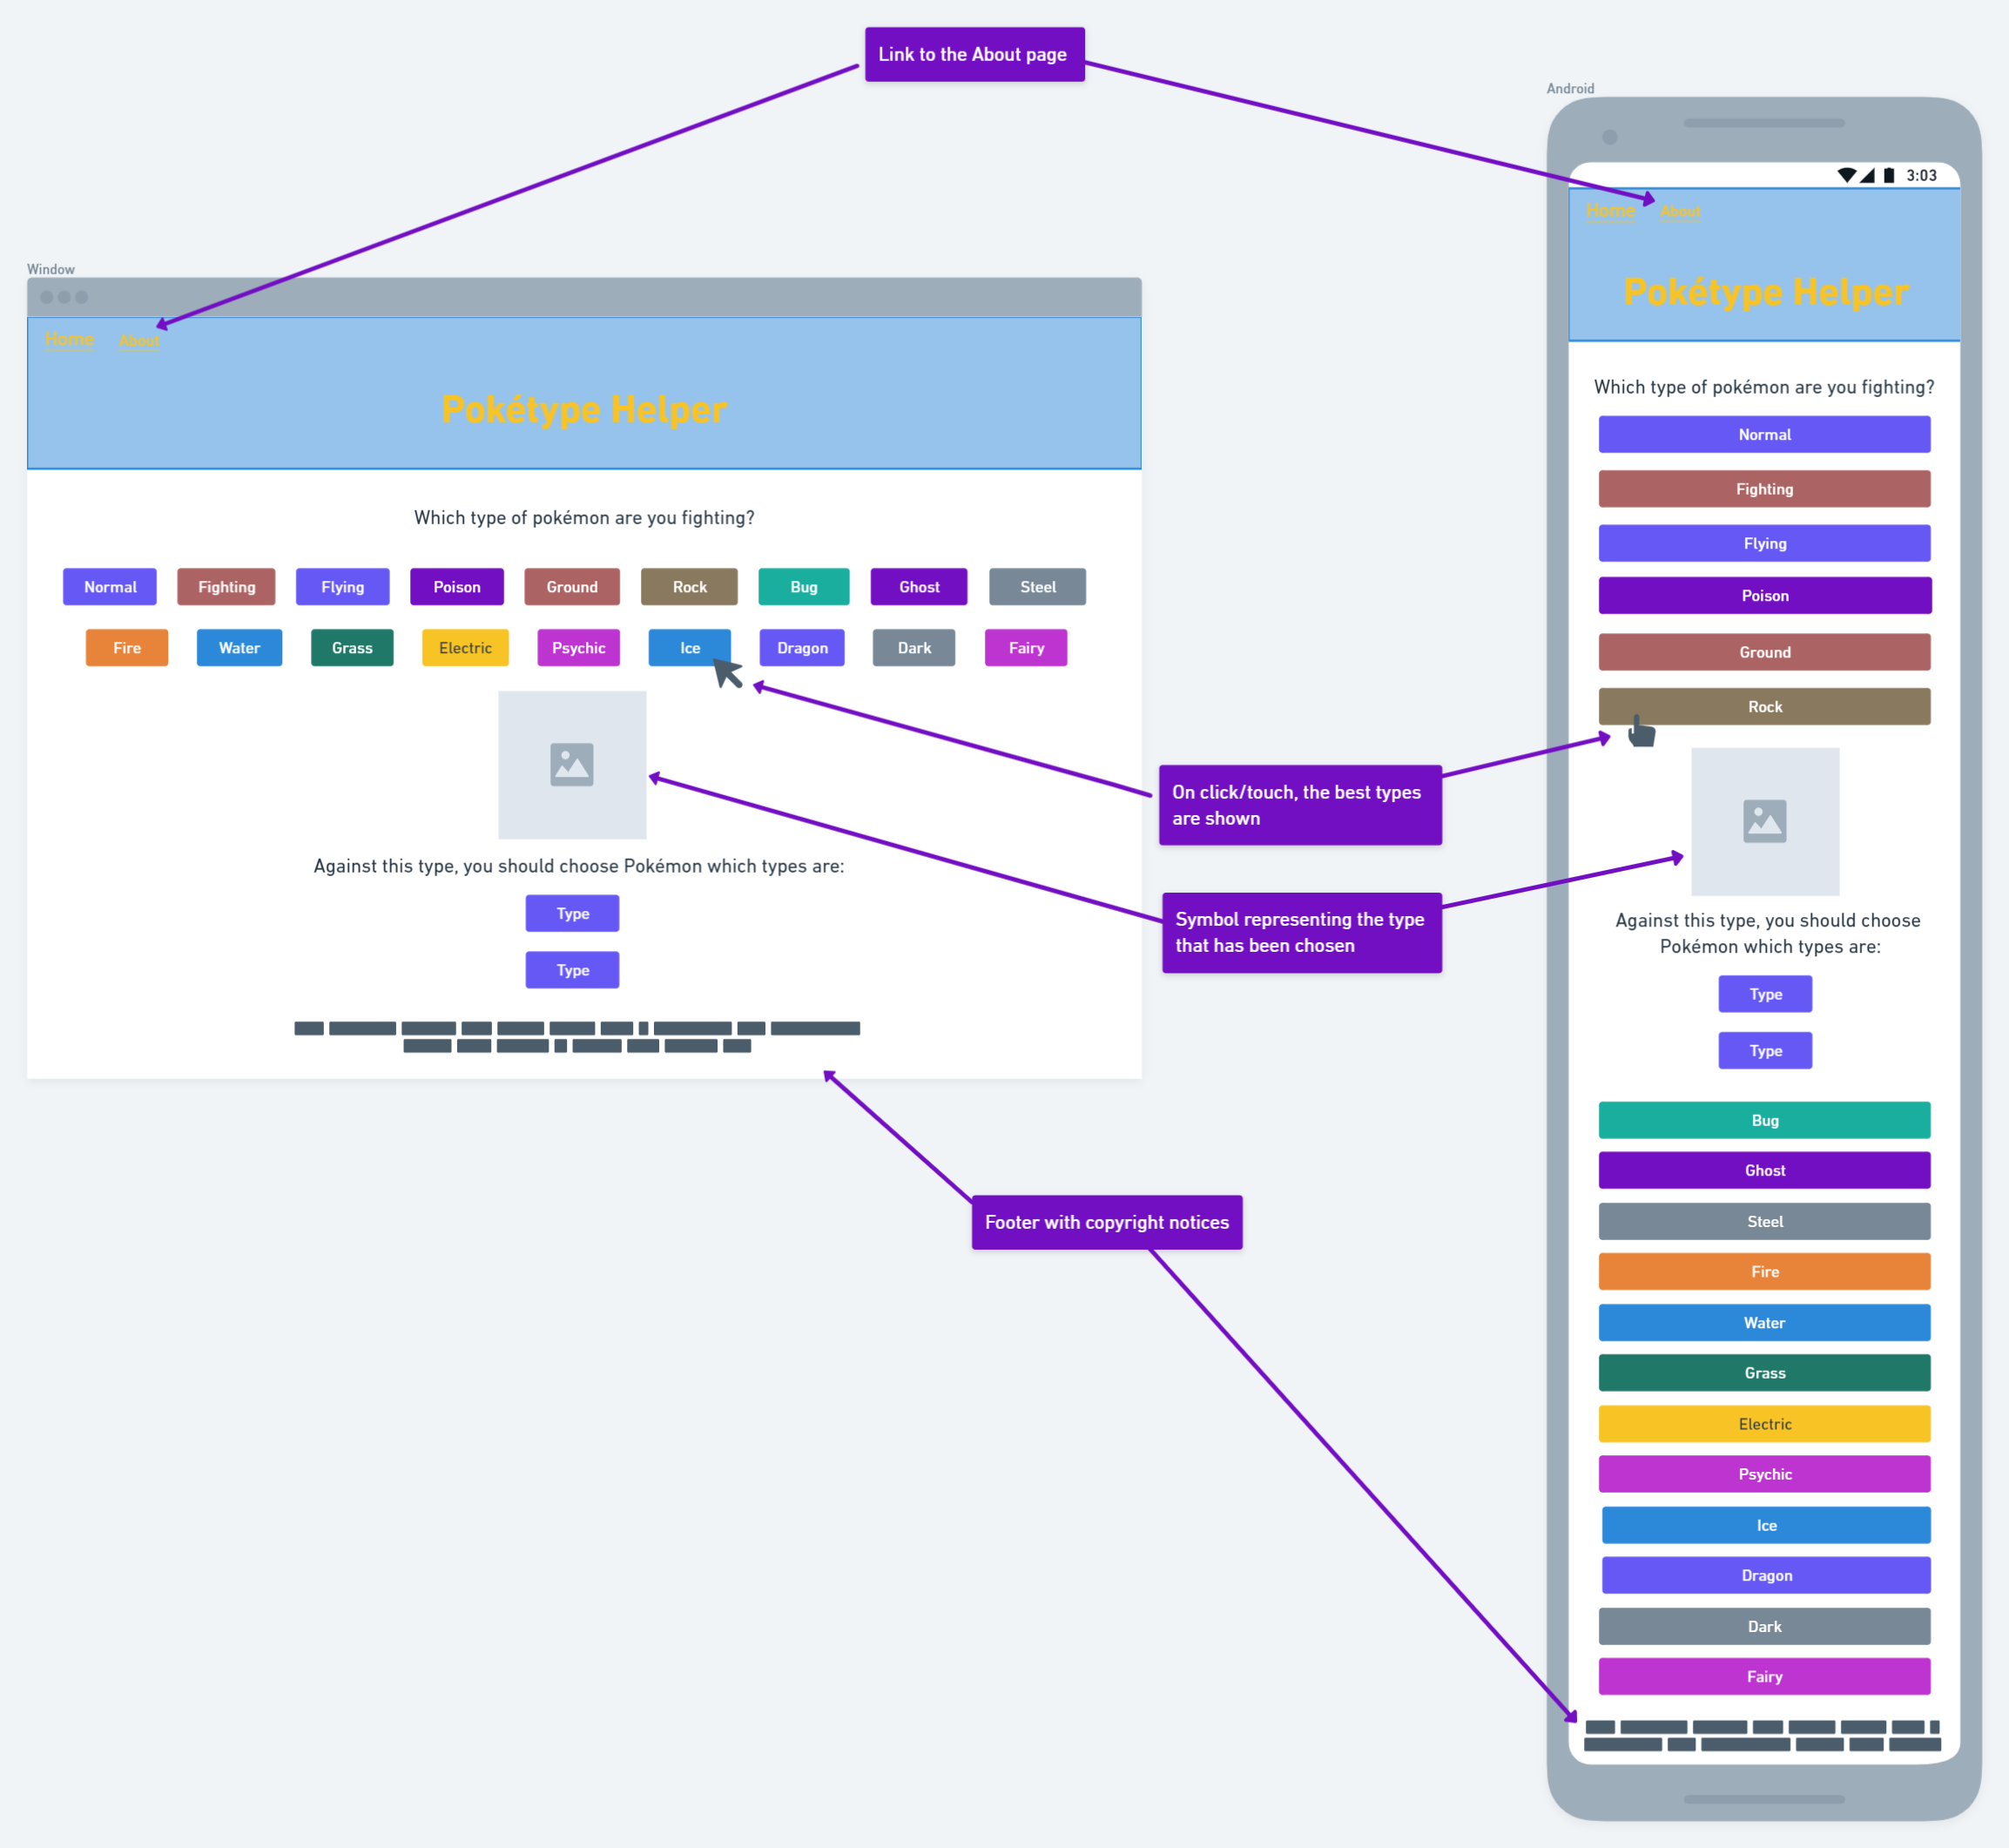 Link to the About page
Window
Home About
Pokétype Helper
Which type of pokémon are you fighting?
Normal Fighting Flying Poison Ground Rock Bug Ghost Steel
Fire Water Grass Electric Psychic Ice Dragon Dark Fairy
Against this type, you should choose Pokémon which types are:
Type
Type
On click/touch, the best types
are shown
Symbol representing the type
that has been chosen
Footer with copyright notices
Android
3:03
Home About
Pokétype Helper
Which type of pokémon are you fighting?
Normal
Fighting
Flying
Poison
Ground
Rock
Against this type, you should choose
Pokémon which types are:
Type
Type
Bug
Ghost
Steel
Fire
Water
Grass
Electric
Psychic
Ice
Dragon
Dark
Fairy